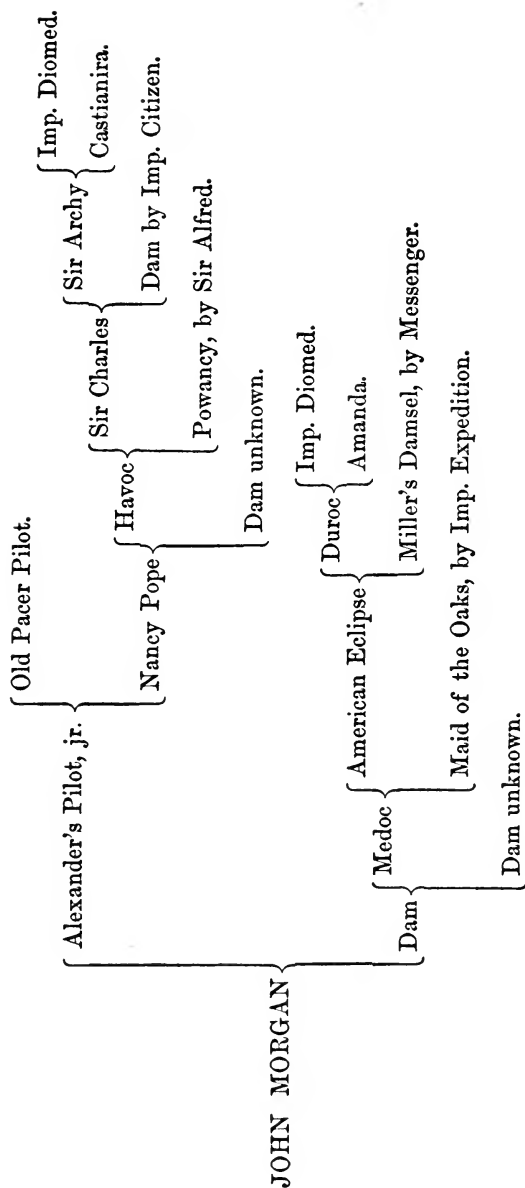 JOHN MORGAN
Alexander's Pilot, jr.
Old Pacer Pilot.
Nancy Pope
Havoc
Sir Charles
Sir Archy
Imp. Diomed.
Castianira.
Dam by Imp. Citizen.
Powancy, by Sir Alfred.
Dam unknown.
Dam
Medoc
American Eclipse
Duroc
Imp. Diomed.
Amanda.
Miller's Damsel, by Messenger.
Maid of the Oaks, by Imp. Expedition.
Dam unknown.